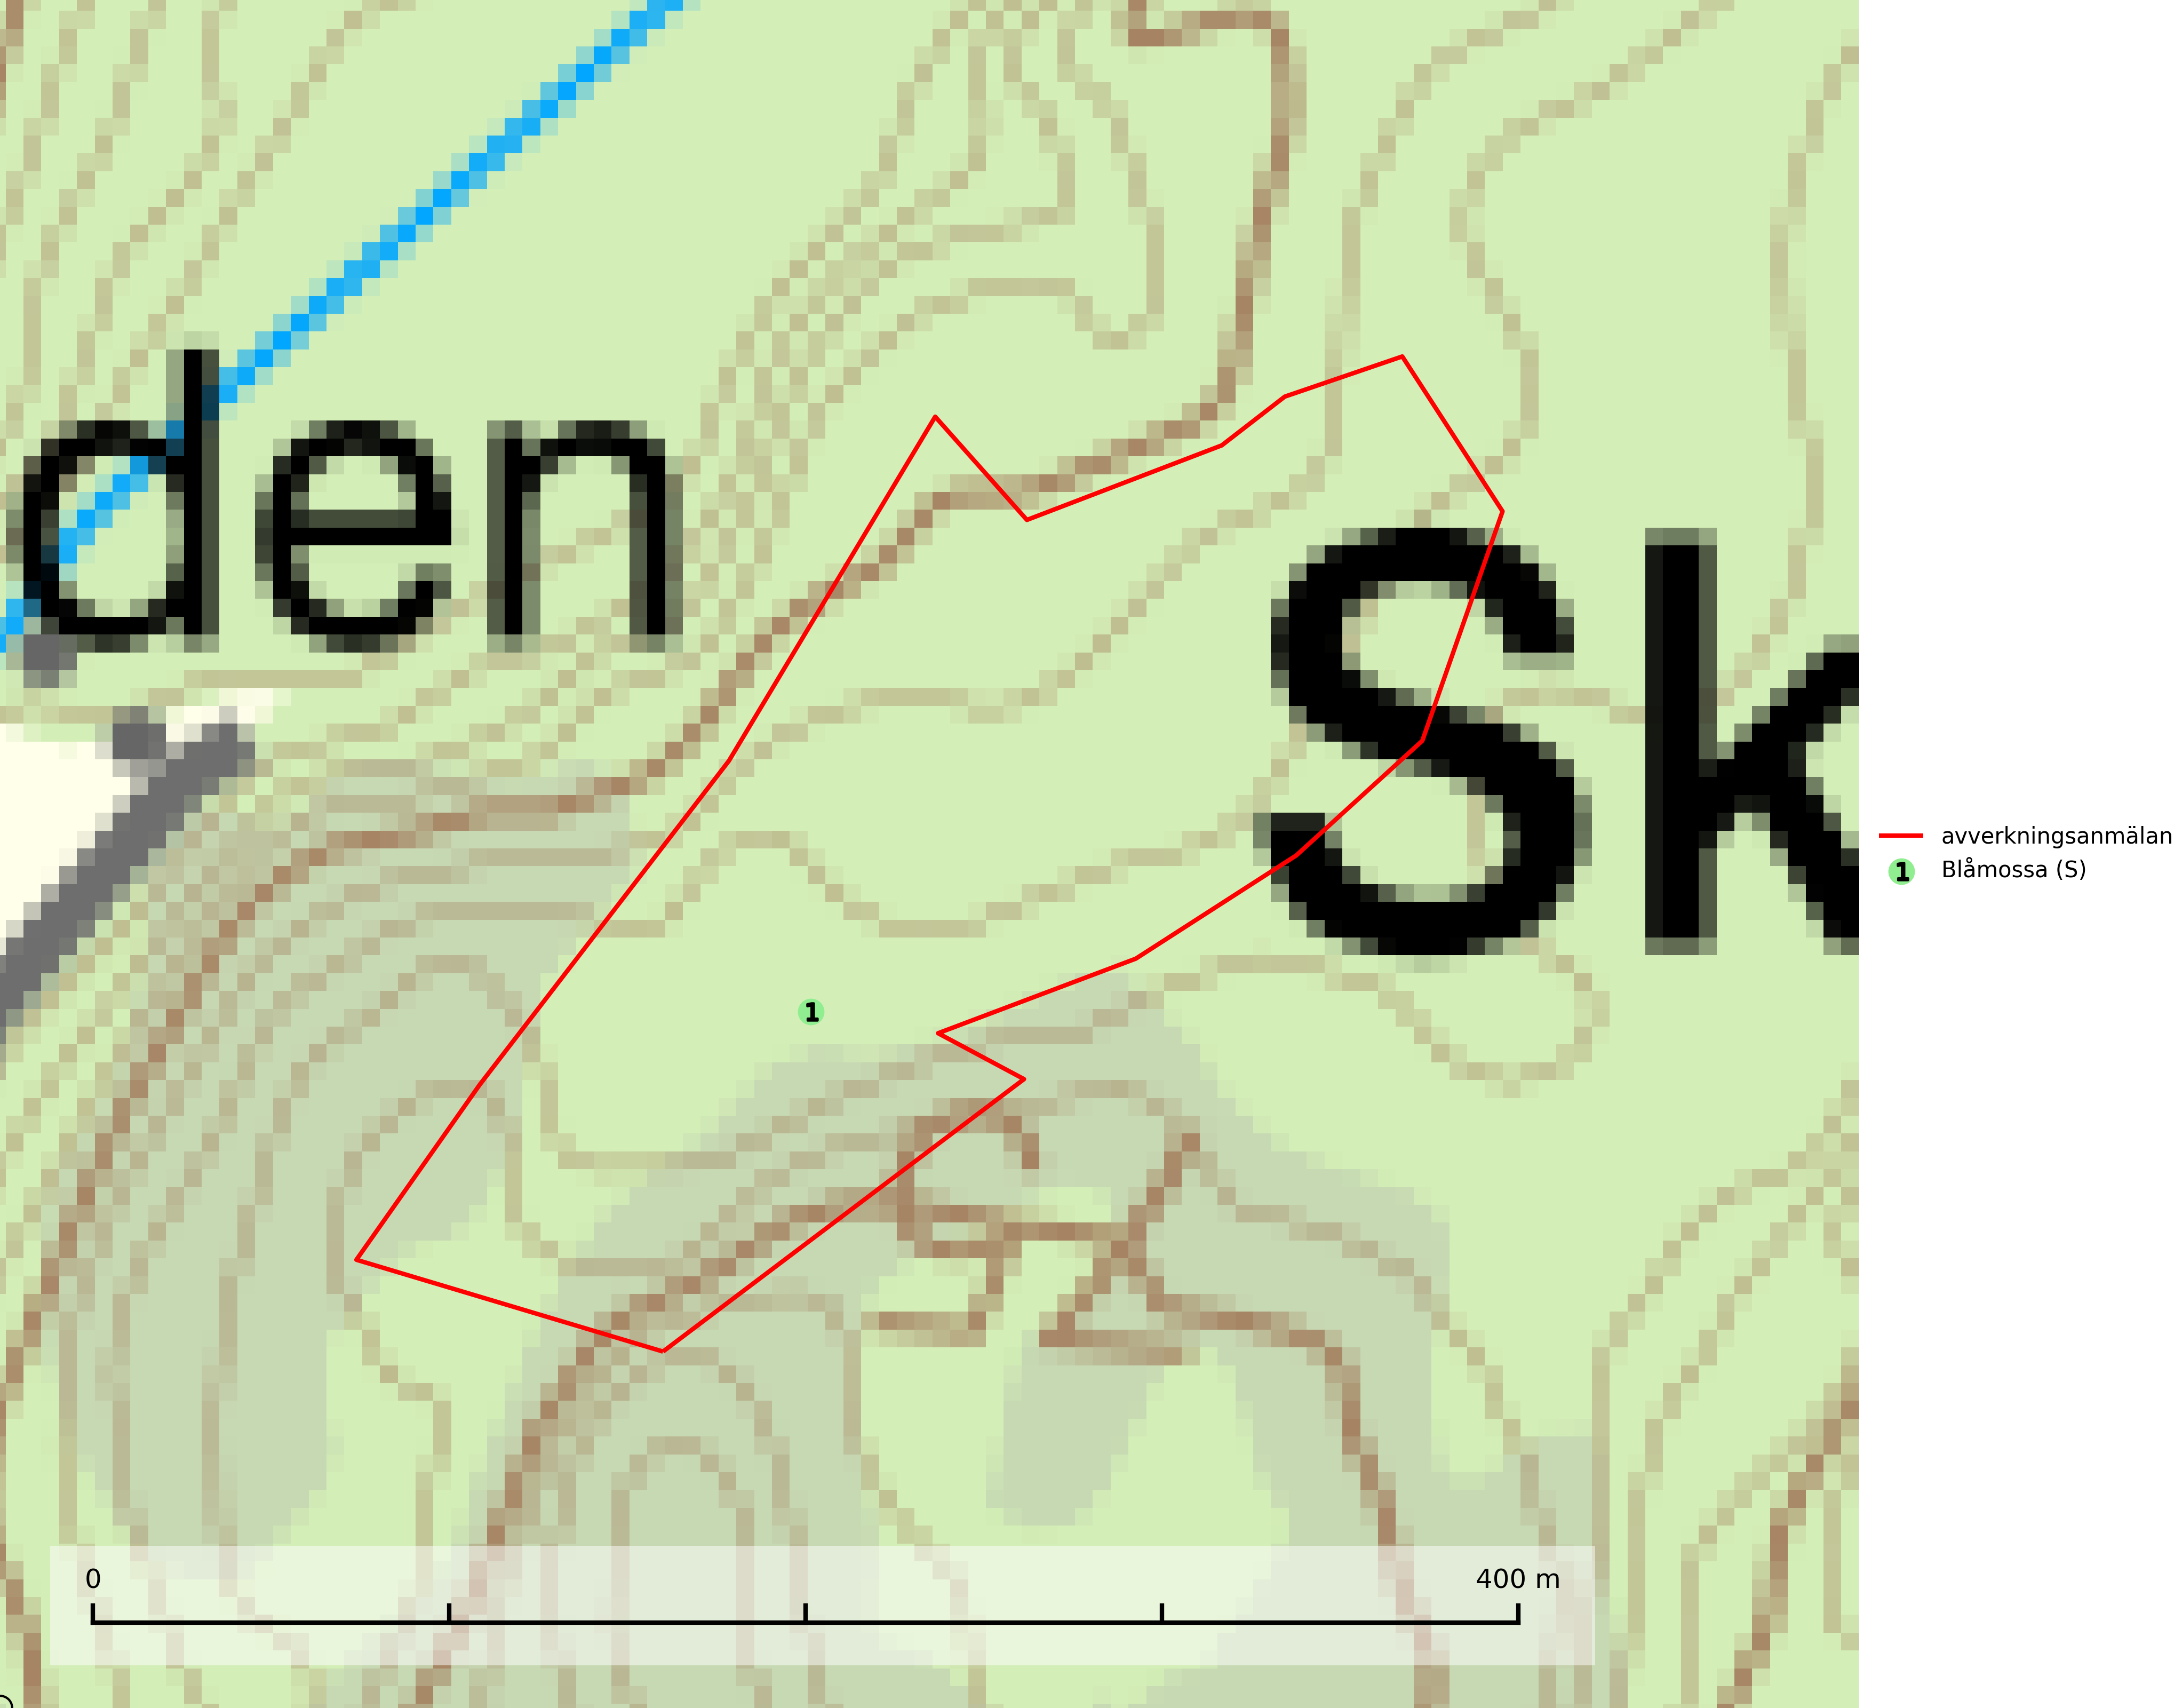 den
Sk
avverkningsanmälan
1 Blåmossa (S)
1
0 400 m